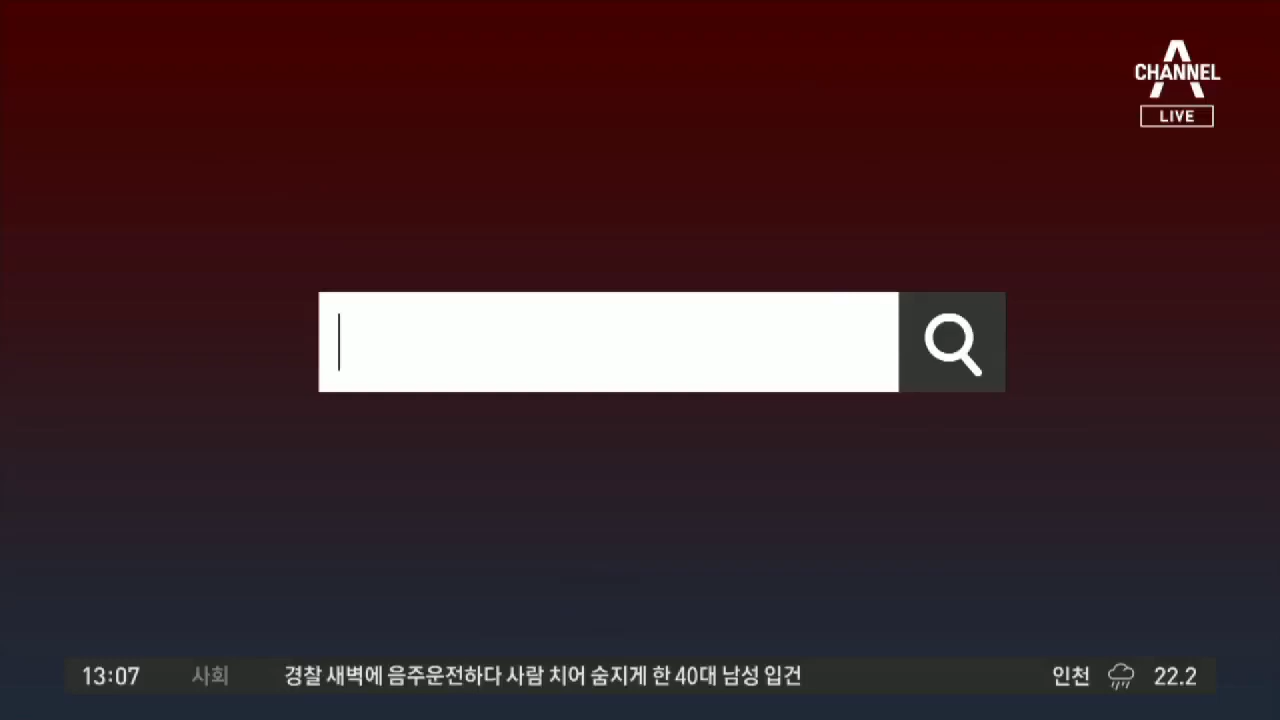 CHANNEL A
LIVE
13:07 사회 경찰 새벽에 음주운전하다 사람 치어 숨지게 한 40대 남성 입건 인천 22.2